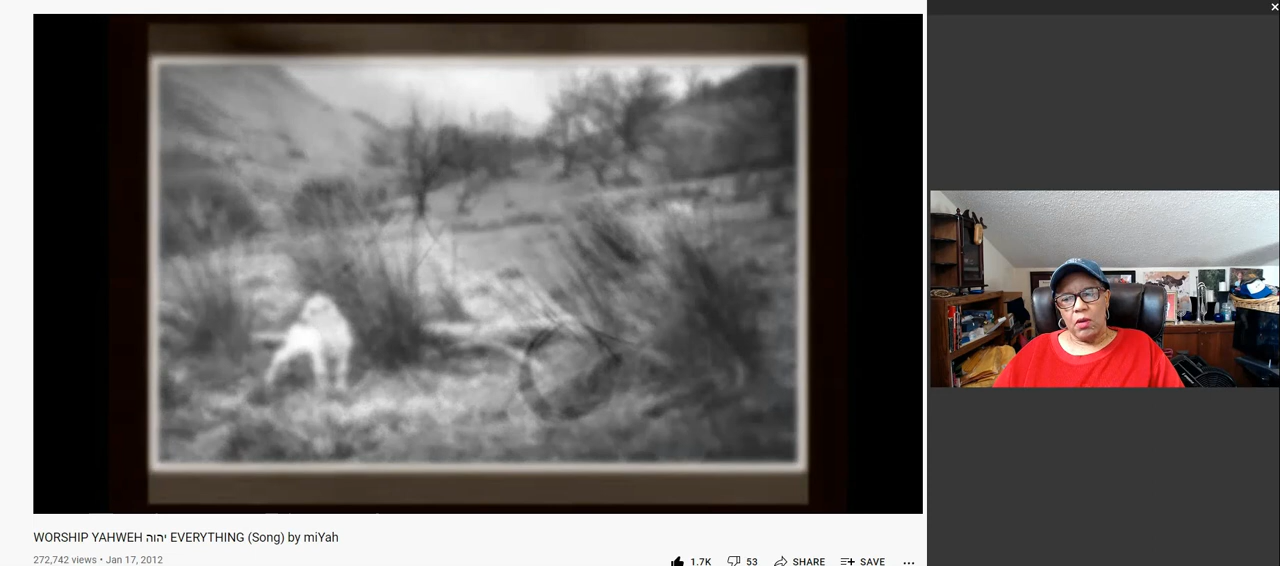 WORSHIP YAHWEH יהוה EVERYTHING (Song) by miYah
272,742 views • Jan 17, 2012
1.7K 53 SHARE SAVE